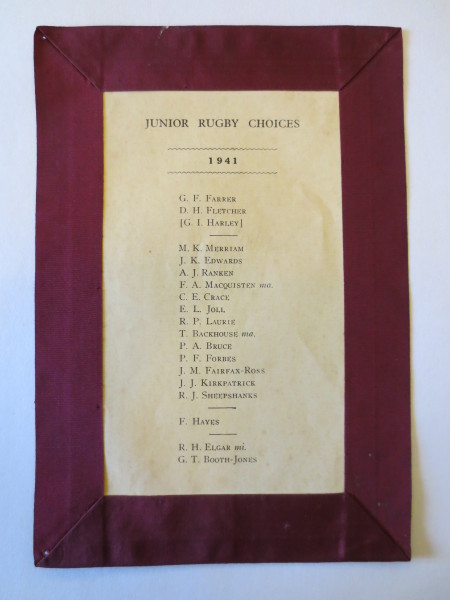 JUNIOR RUGBY CHOICES
1941
G. F. FARRER
D. H. FLETCHER
[G. I. HARLEY]
M. K. MERRIAM
J. K. EDWARDS
A. J. RANKEN
F. A. MACQUISTEN ma.
C. E. CRACE
E. L. JOLL
R. P. LAURIE
T. BACKHOUSE ma.
P. A. BRUCE
P. F. FORBES
J. M. FAIRFAX-ROSS
J. J. KIRKPATRICK
R. J. SHEEPSHANKS
F. HAYES
R. H. ELGAR mi.
G. T. BOOTH-JONES